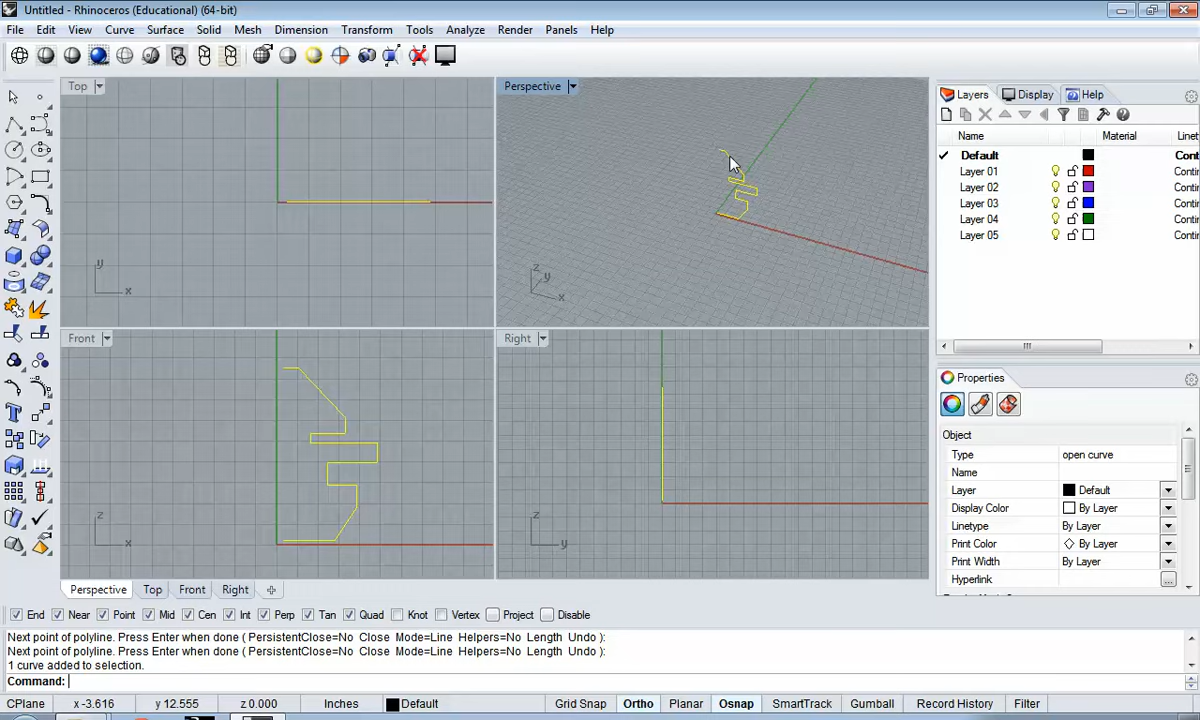 Untitled - Rhinoceros (Educational) (64-bit)
File Edit View Curve Surface Solid Mesh Dimension Transform Tools Analyze Render Panels Help
Top
Perspective
Layers Display Help
Name Material
Default Cont
Layer 01 Contin
Layer 02 Contin
Layer 03 Contin
Layer 04 Contin
Layer 05 Contin
y
x
z
y
x
Front
Right
Properties
Object
Type open curve
Name
Layer Default
Display Color By Layer
Linetype By Layer
Print Color By Layer
Print Width By Layer
Hyperlink ...
z
x
z
y
Perspective Top Front Right
End Near Point Mid Cen Int Perp Tan Quad Knot Vertex Project Disable
Next point of polyline. Press Enter when done ( PersistentClose=No Close Mode=Line Helpers=No Length Undo ):
Next point of polyline. Press Enter when done ( PersistentClose=No Close Mode=Line Helpers=No Length Undo ):
1 curve added to selection.
Command:
CPlane x -3.616 y 12.555 z 0.000 Inches Default Grid Snap Ortho Planar Osnap SmartTrack Gumball Record History Filter